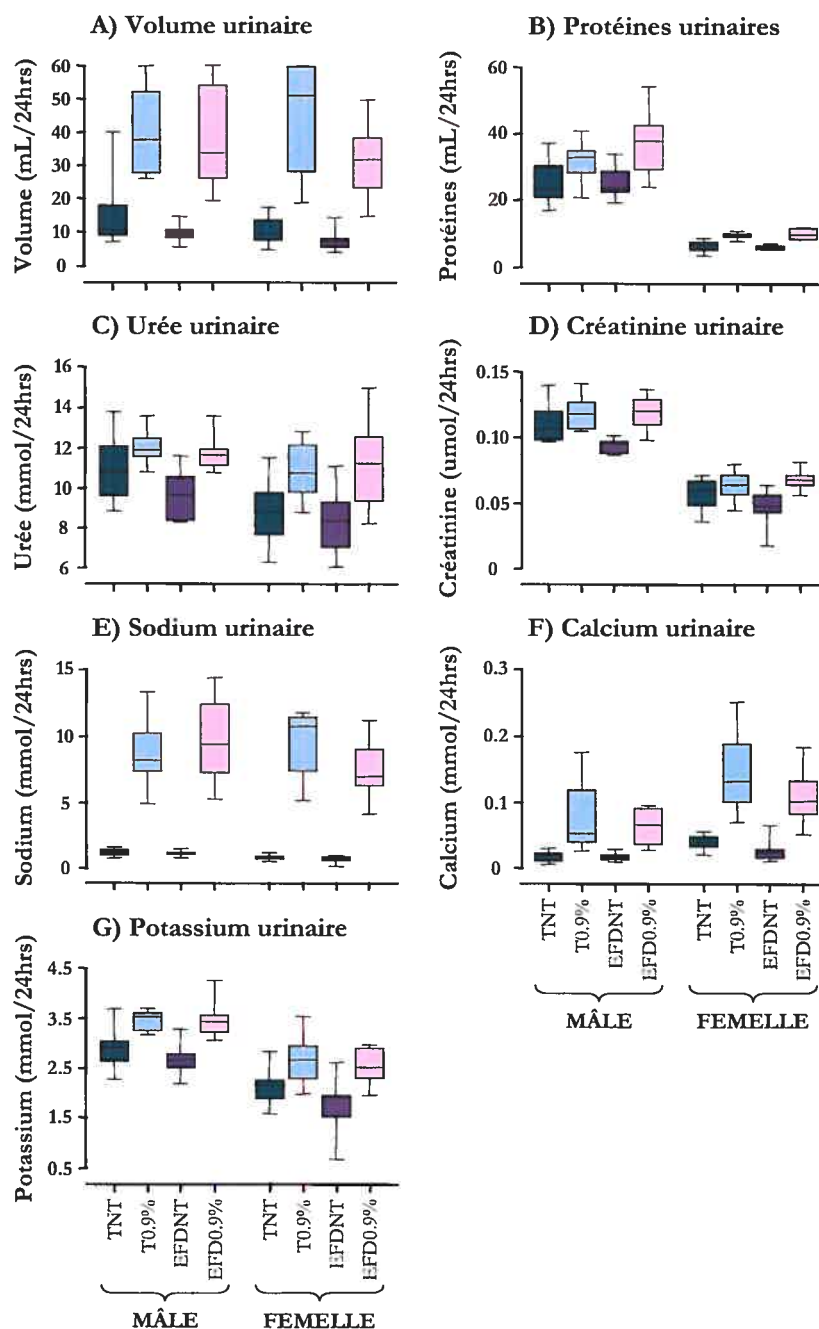 A) Volume urinaire
Volume (mL/24hrs)
60
50
40
30
20
10
0
B) Protéines urinaires
Protéines (mL/24hrs)
60
40
20
0
C) Urée urinaire
Urée (mmol/24hrs)
16
14
12
10
8
6
D) Créatinine urinaire
Créatinine (umol/24hrs)
0.15
0.10
0.05
0
E) Sodium urinaire
Sodium (mmol/24hrs)
15
10
5
0
F) Calcium urinaire
Calcium (mmol/24hrs)
0.3
0.2
0.1
0
TNT
T0.9%
EFDNT
EFD0.9%
TNT
T0.9%
EFDNT
EFD0.9%
MÂLE
FEMELLE
G) Potassium urinaire
Potassium (mmol/24hrs)
4.5
3.5
2.5
1.5
0.5
TNT
T0.9%
EFDNT
EFD0.9%
TNT
T0.9%
EFDNT
EFD0.9%
MÂLE
FEMELLE